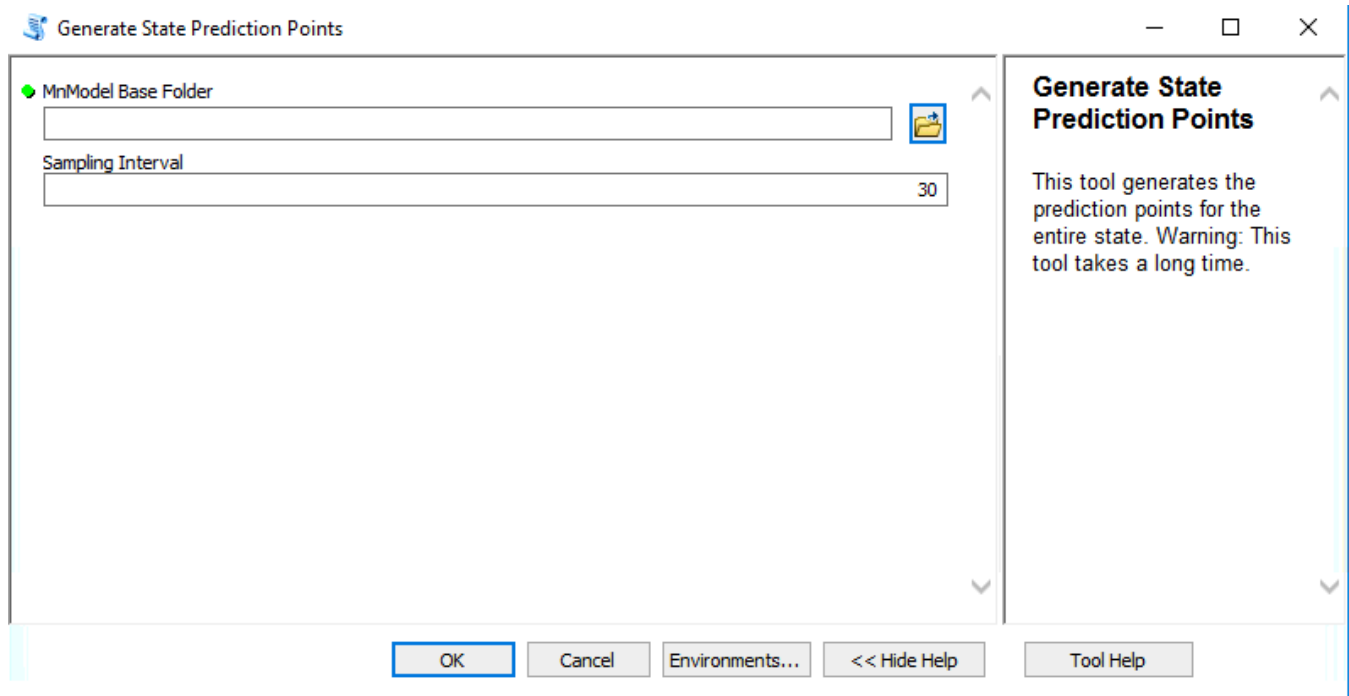 Generate State Prediction Points
MnModel Base Folder
Sampling Interval
30
Generate State
Prediction Points
This tool generates the
prediction points for the
entire state. Warning: This
tool takes a long time.
OK
Cancel
Environments...
<< Hide Help
Tool Help